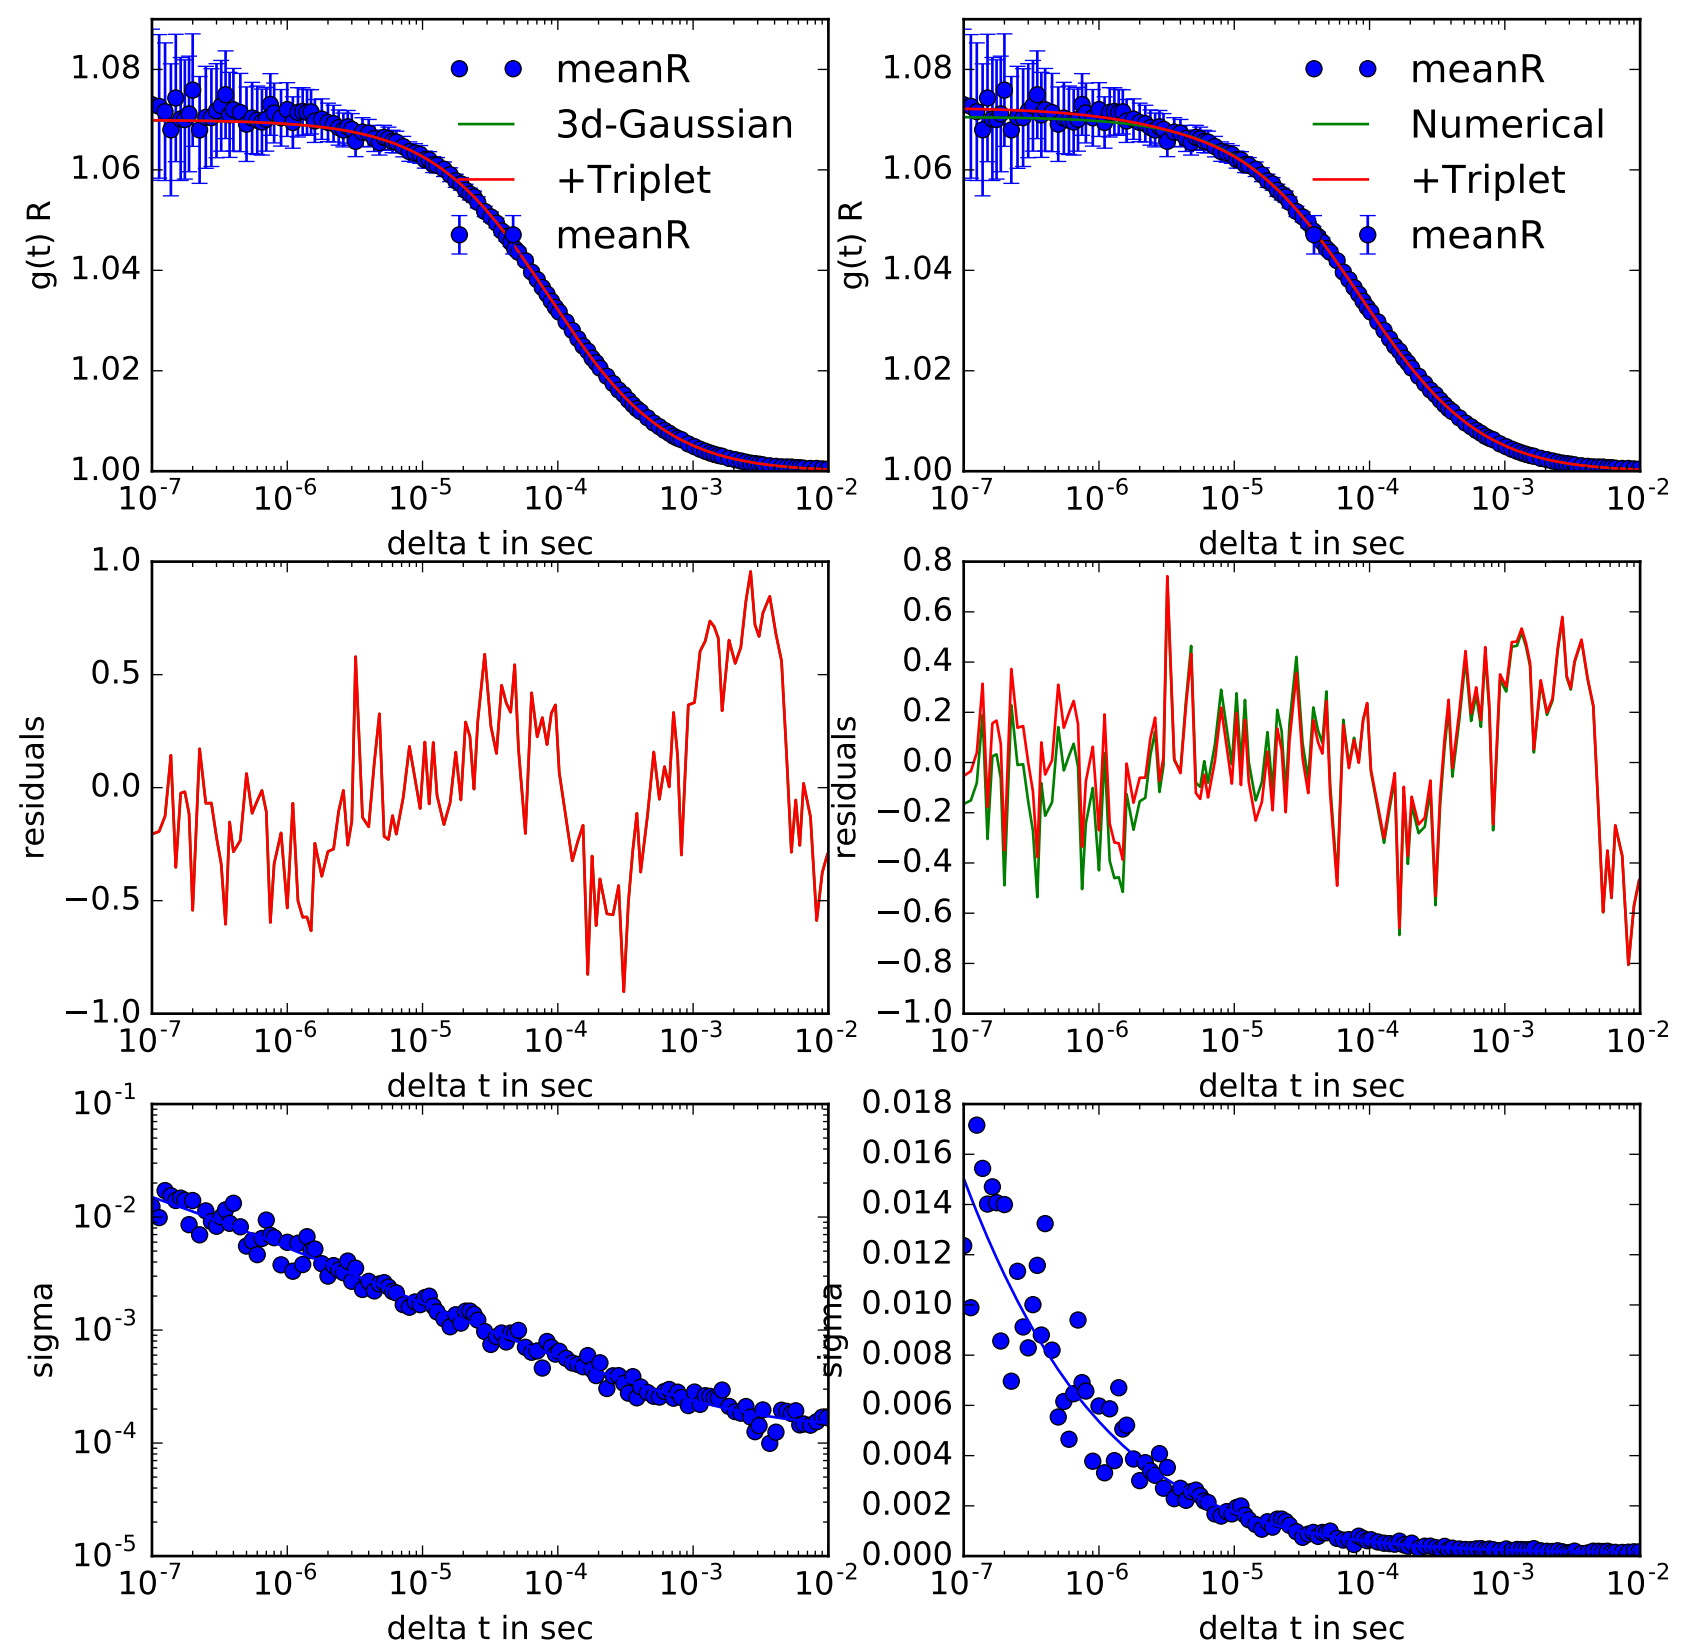 1.08
1.06
1.04
1.02
1.00
g(t) R
meanR
3d-Gaussian
+Triplet
meanR
10-7 10-6 10-5 10-4 10-3 10-2
delta t in sec
1.08
1.06
1.04
1.02
1.00
g(t) R
meanR
Numerical
+Triplet
meanR
10-7 10-6 10-5 10-4 10-3 10-2
delta t in sec
1.0
0.5
0.0
−0.5
−1.0
residuals
10-7 10-6 10-5 10-4 10-3 10-2
delta t in sec
0.8
0.6
0.4
0.2
0.0
−0.2
−0.4
−0.6
−0.8
−1.0
residuals
10-7 10-6 10-5 10-4 10-3 10-2
delta t in sec
10-1
10-2
10-3
10-4
10-5
sigma
10-7 10-6 10-5 10-4 10-3 10-2
delta t in sec
0.018
0.016
0.014
0.012
0.010
0.008
0.006
0.004
0.002
0.000
sigma
10-7 10-6 10-5 10-4 10-3 10-2
delta t in sec